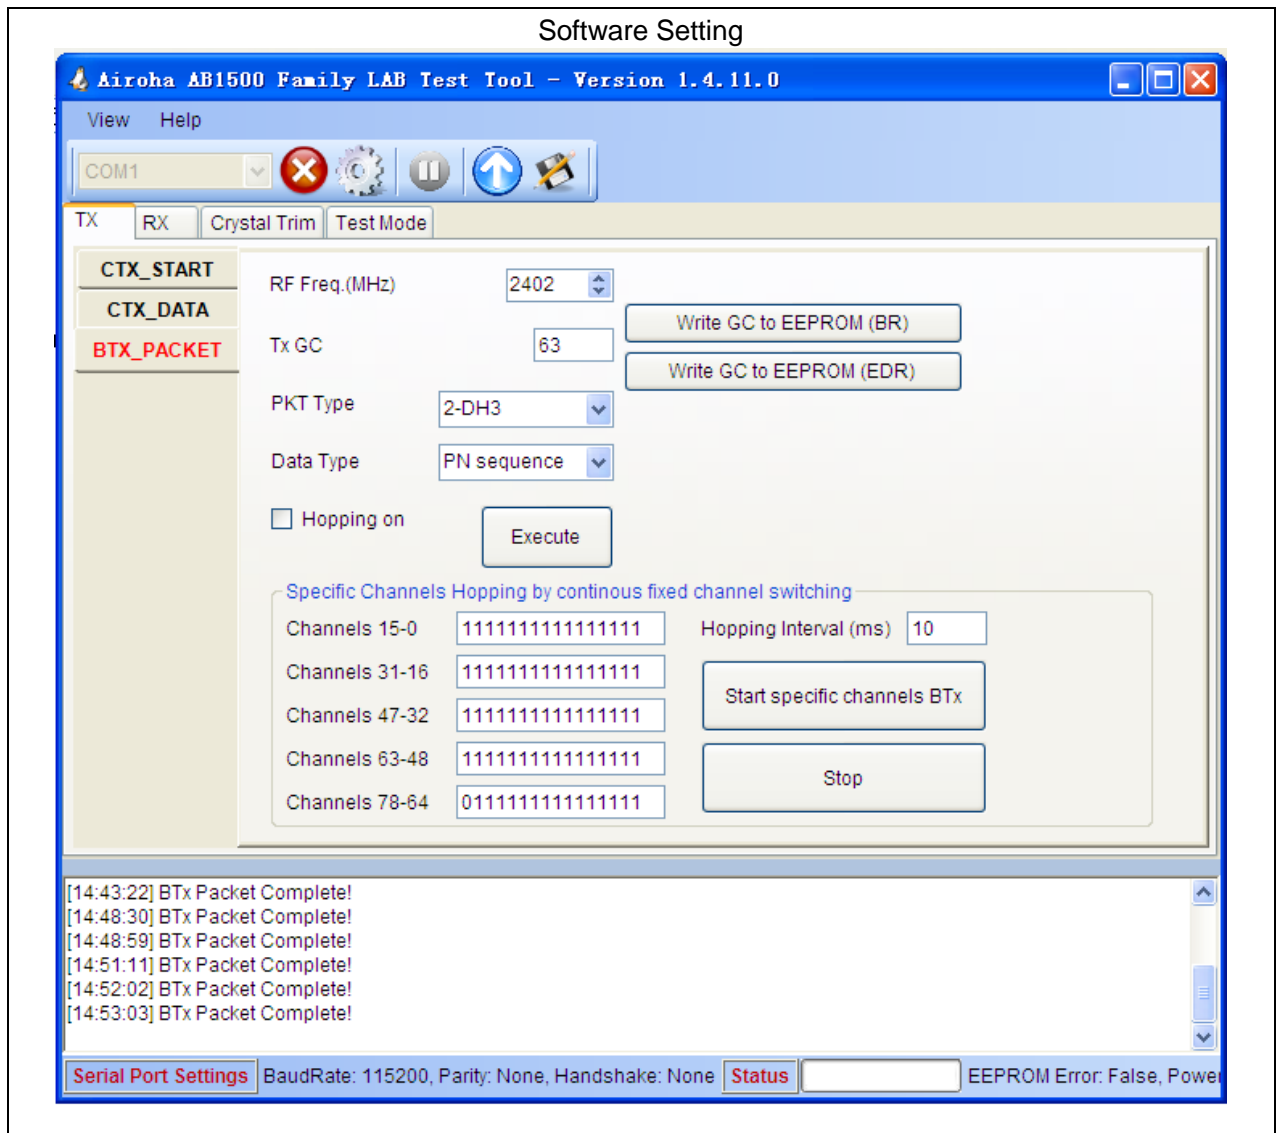 Software Setting
Airoha AB1500 Family LAB Test Tool - Version 1.4.11.0
View Help
COM1
TX RX Crystal Trim Test Mode
CTX_START
CTX_DATA
BTX_PACKET
RF Freq.(MHz) 2402
Write GC to EEPROM (BR)
Tx GC 63
Write GC to EEPROM (EDR)
PKT Type 2-DH3
Data Type PN sequence
Hopping on Execute
Specific Channels Hopping by continous fixed channel switching
Channels 15-0 1111111111111111 Hopping Interval (ms) 10
Channels 31-16 1111111111111111
Start specific channels BTx
Channels 47-32 1111111111111111
Channels 63-48 1111111111111111
Stop
Channels 78-64 0111111111111111
[14:43:22] BTx Packet Complete!
[14:48:30] BTx Packet Complete!
[14:48:59] BTx Packet Complete!
[14:51:11] BTx Packet Complete!
[14:52:02] BTx Packet Complete!
[14:53:03] BTx Packet Complete!
Serial Port Settings BaudRate: 115200, Parity: None, Handshake: None Status EEPROM Error: False, Power